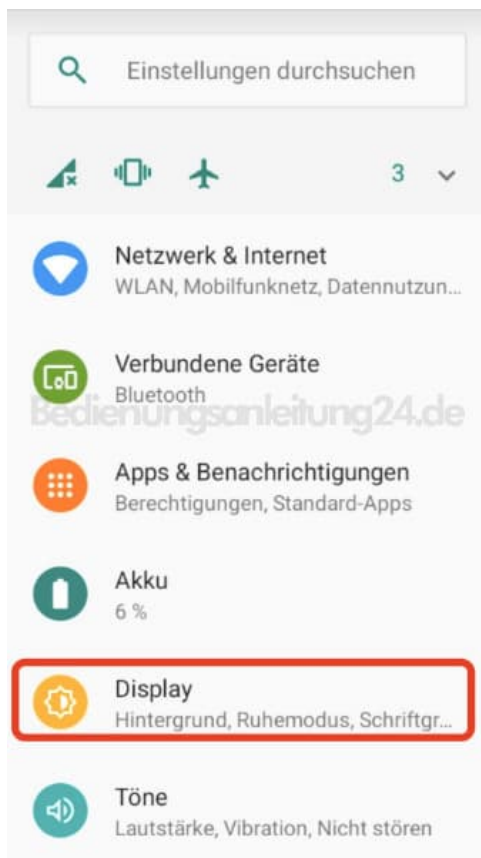 Einstellungen durchsuchen
3
Netzwerk & Internet
WLAN, Mobilfunknetz, Datennutzun...
Verbundene Geräte
Bluetooth
Bedienungsanleitung24.de
Apps & Benachrichtigungen
Berechtigungen, Standard-Apps
Akku
6 %
Display
Hintergrund, Ruhemodus, Schriftgr...
Töne
Lautstärke, Vibration, Nicht stören